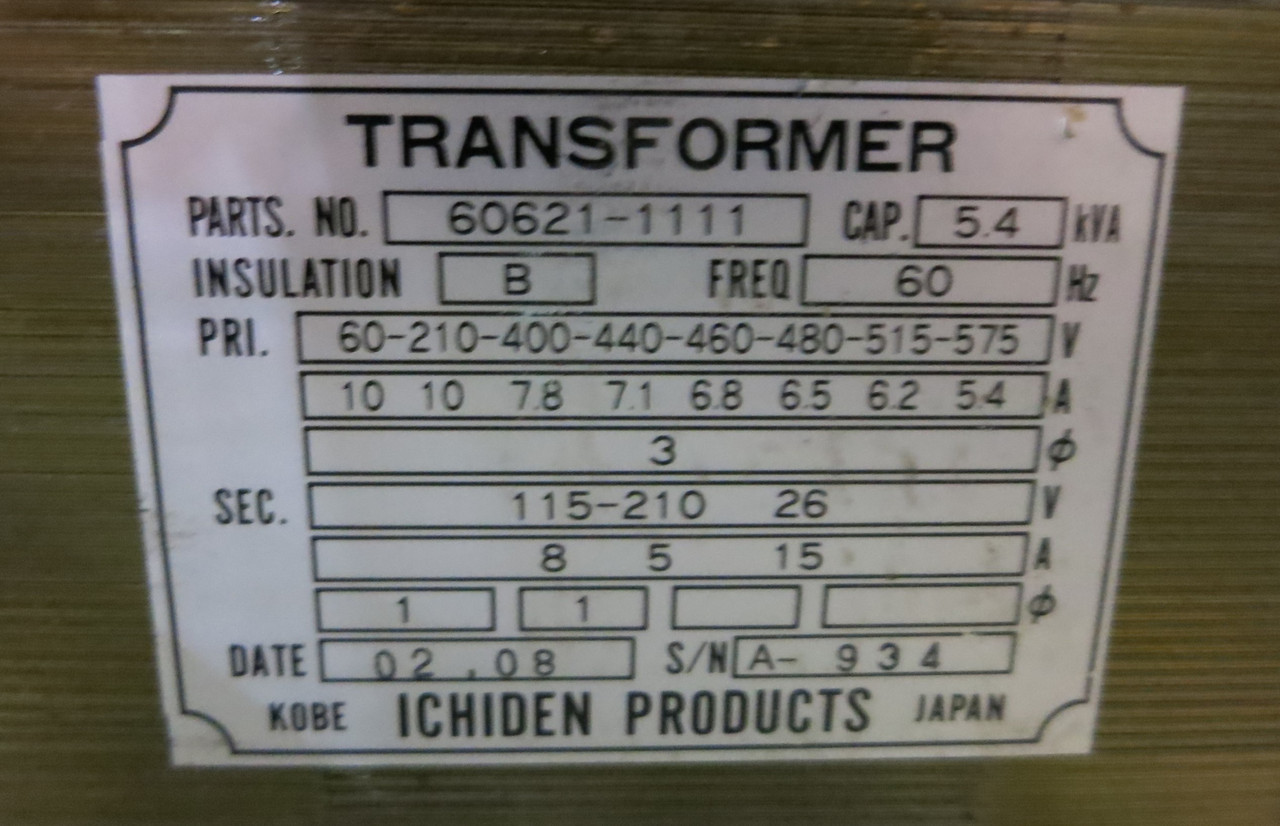 TRANSFORMER
PARTS. NO. 60621-1111 CAP. 5.4 kVA
INSULATION B FREQ 60 Hz
PRI. 60-210-400-440-460-480-515-575 V
10 10 7.8 7.1 6.8 6.5 6.2 5.4 A
3 ϕ
SEC. 115-210 26 V
8 5 15 A
1 1 ϕ
DATE 02.08 S/N A- 934
KOBE ICHIDEN PRODUCTS JAPAN